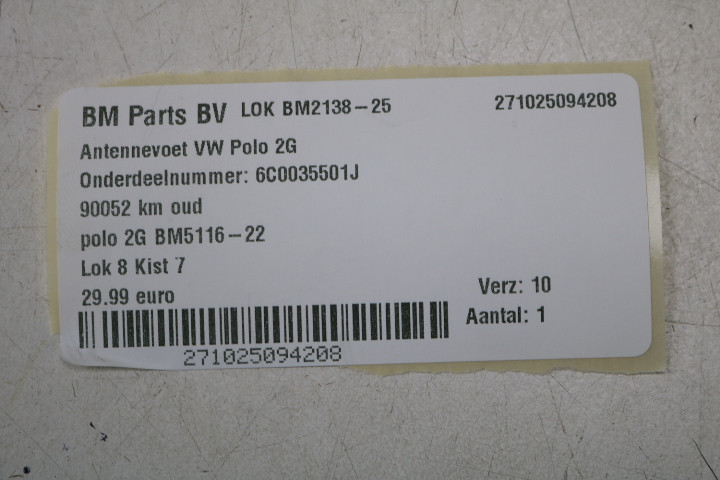 BM Parts BV LOK BM2138-25 271025094208
Antennevoet VW Polo 2G
Onderdeelnummer: 6C0035501J
90052 km oud
polo 2G BM5116-22
Lok 8 Kist 7
29.99 euro Verz: 10
Aantal: 1
271025094208